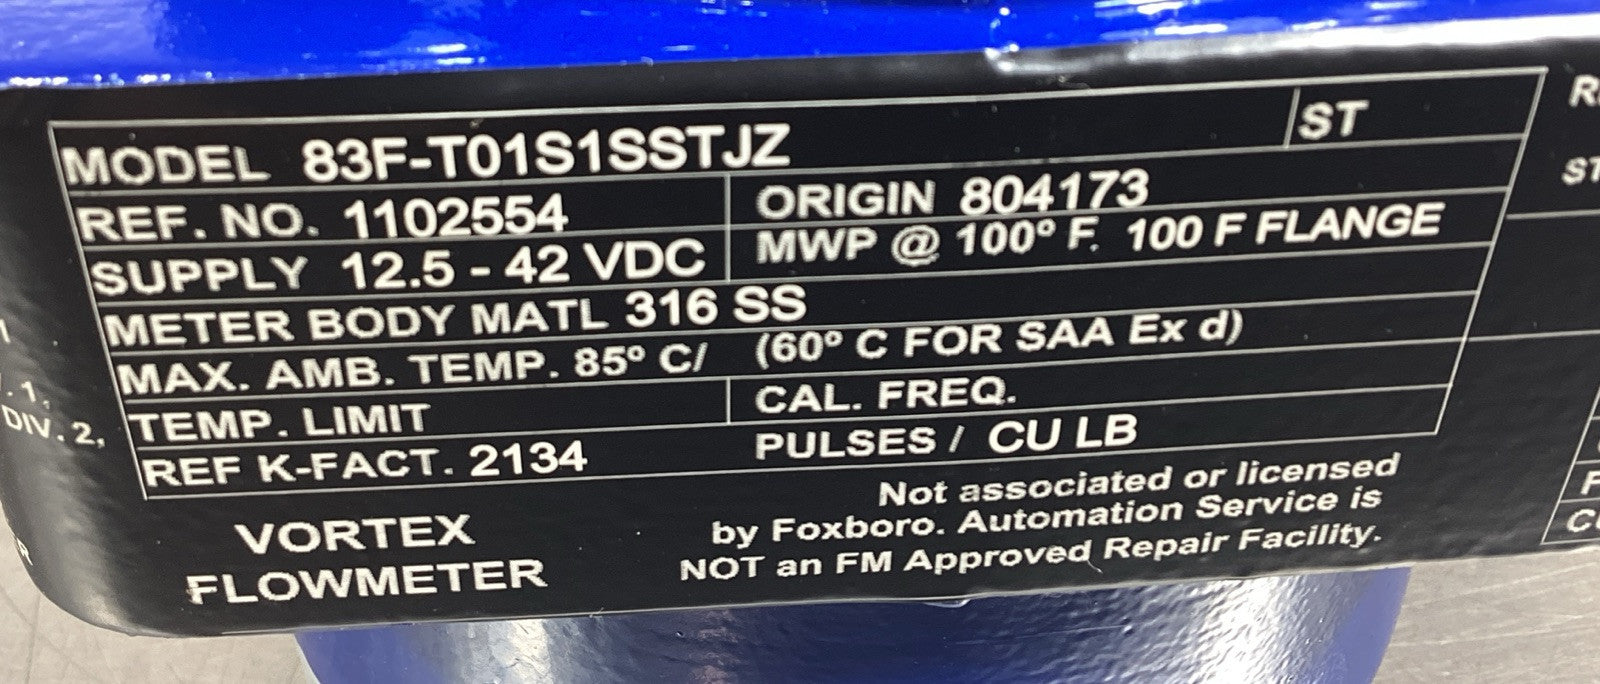 MODEL 83F-T01S1SSTJZ ST
REF. NO. 1102554 ORIGIN 804173
SUPPLY 12.5 - 42 VDC MWP @ 100º F. 100 F FLANGE
METER BODY MATL 316 SS
MAX. AMB. TEMP. 85º C/ (60º C FOR SAA Ex d)
TEMP. LIMIT CAL. FREQ.
REF K-FACT. 2134 PULSES / CU LB
VORTEX
FLOWMETER
Not associated or licensed
by Foxboro. Automation Service is
NOT an FM Approved Repair Facility.
DIV. 2,